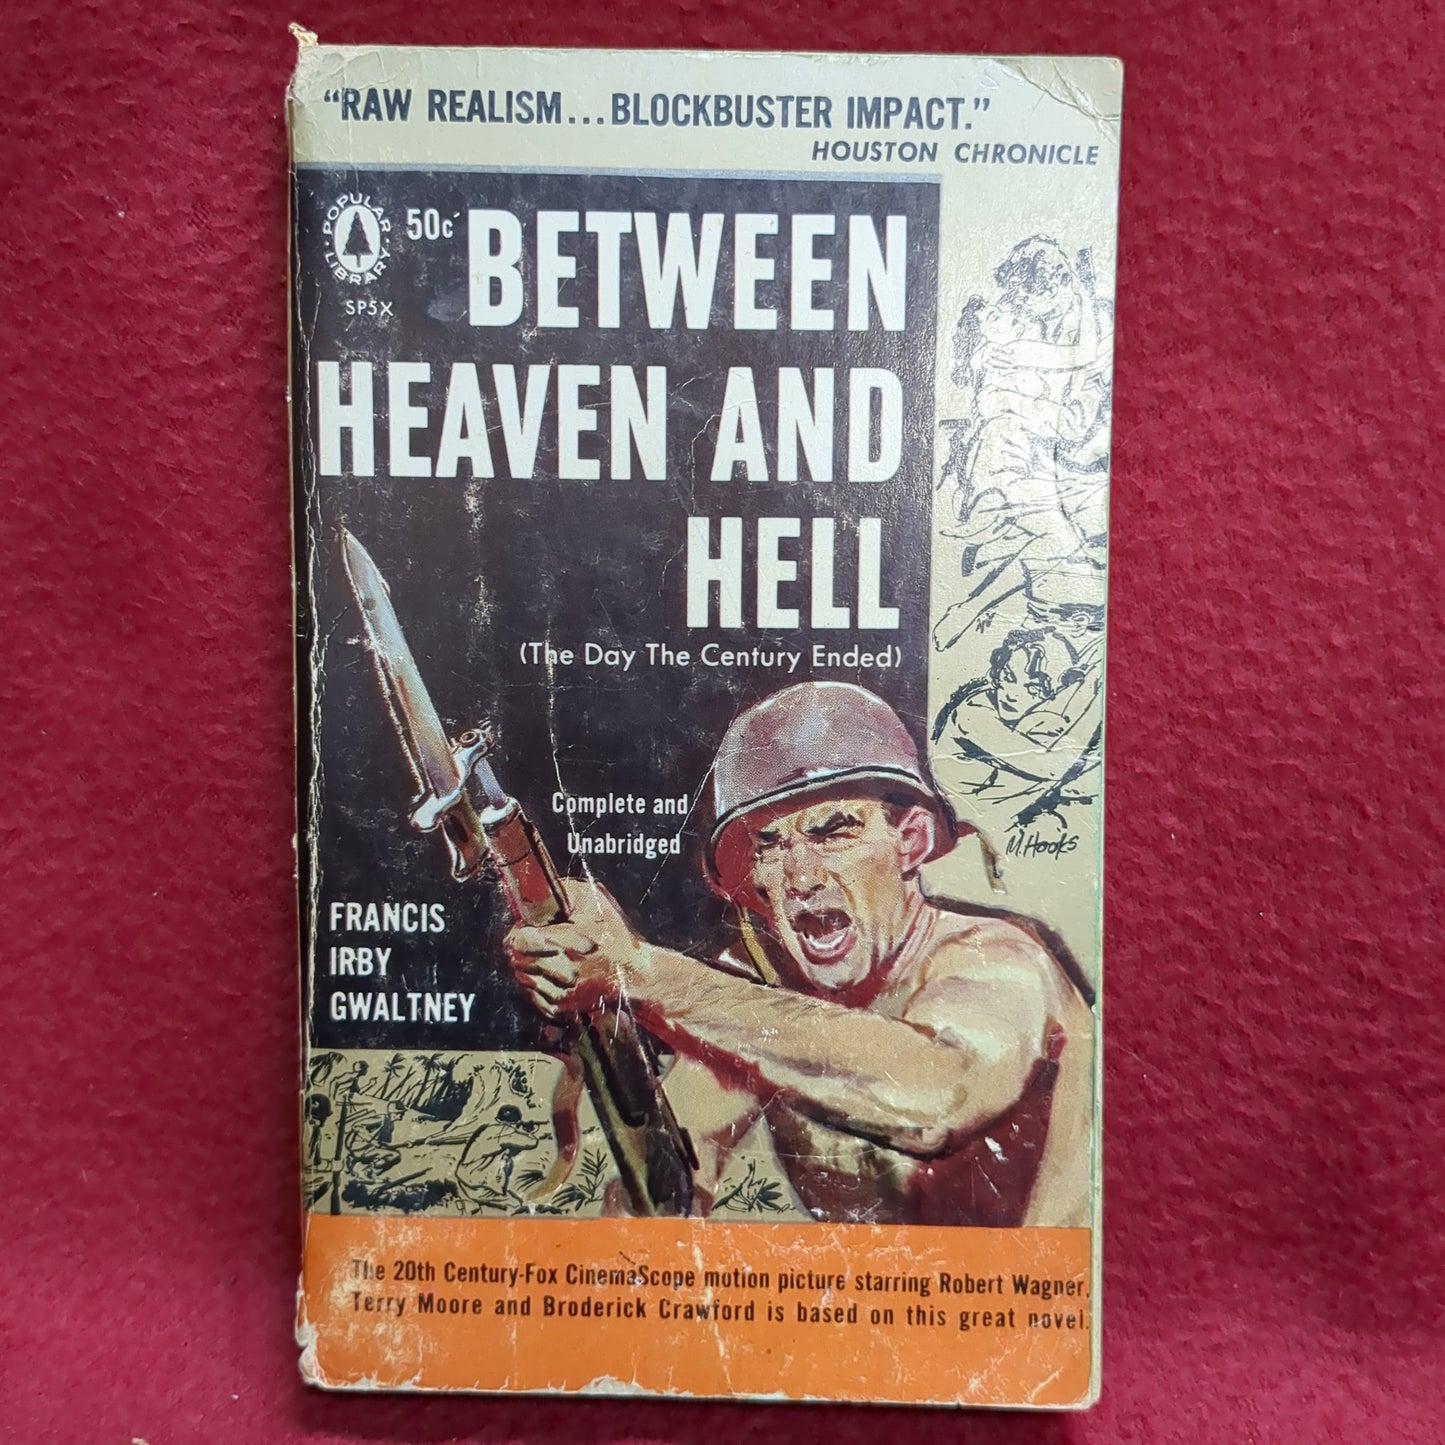 “RAW REALISM...BLOCKBUSTER IMPACT.”
HOUSTON CHRONICLE
POPULAR
LIBRARY
SP5X
50c
BETWEEN
HEAVEN AND
HELL
(The Day The Century Ended)
Complete and
Unabridged
M. Hooks
FRANCIS
IRBY
GWALTNEY
The 20th Century-Fox CinemaScope motion picture starring Robert Wagner,
Terry Moore and Broderick Crawford is based on this great novel.